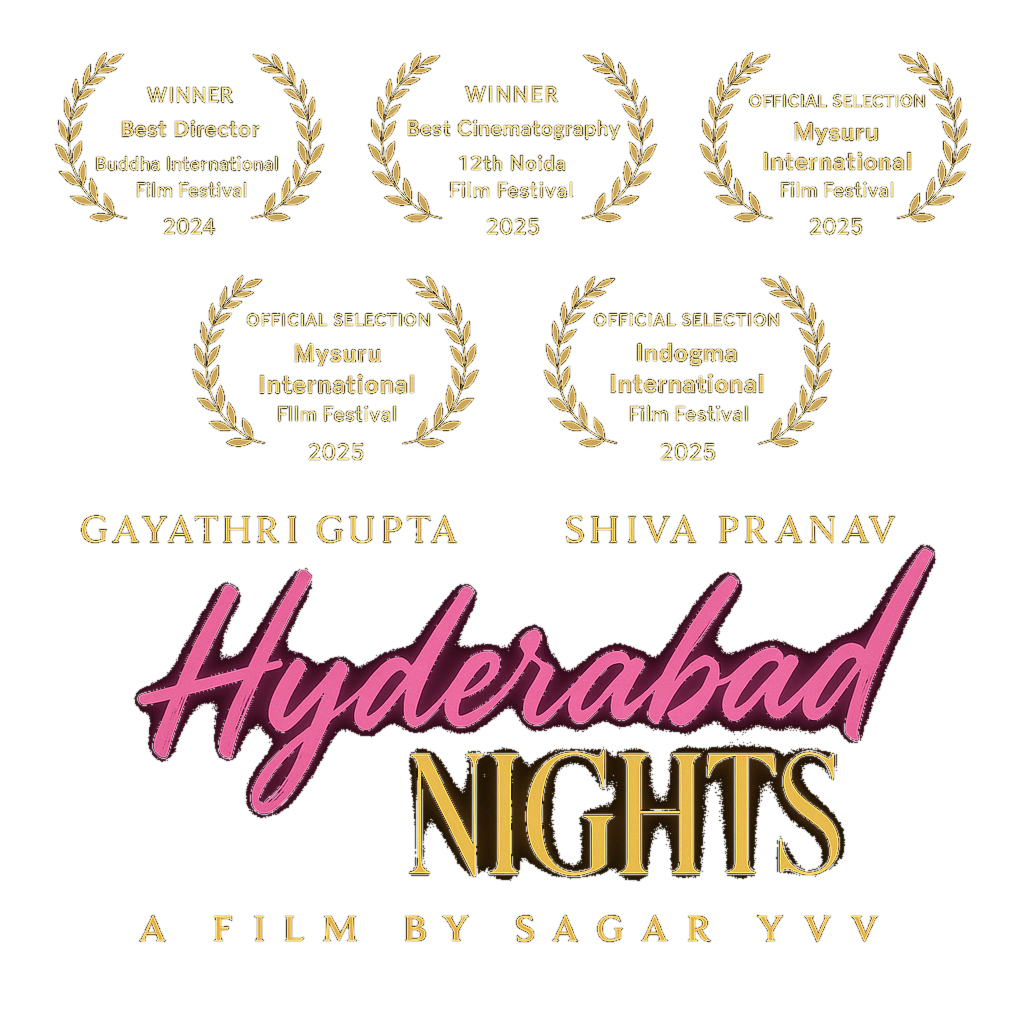 WINNER
Best Director
Buddha International
Film Festival
2024
WINNER
Best Cinematography
12th Noida
Film Festival
2025
OFFICIAL SELECTION
Mysuru
International
Film Festival
2025
OFFICIAL SELECTION
Mysuru
International
FIlm Festival
2025
OFFICIAL SELECTION
Indogma
International
Film Festival
2025
GAYATHRI GUPTA
SHIVA PRANAV
Hyderabad
NIGHTS
A FILM BY SAGAR YVV